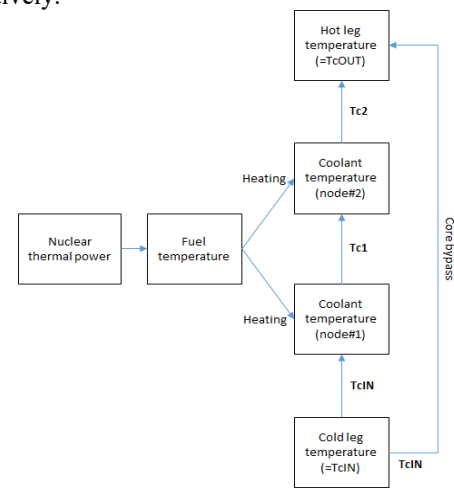 tively.
Hot leg
temperature
(=TcOUT)
Tc2
Heating
Coolant
temperature
(node#2)
Nuclear
thermal power
Fuel
temperature
Tc1
Core bypass
Heating
Coolant
temperature
(node#1)
TcIN
Cold leg
temperature
(=TcIN)
TcIN